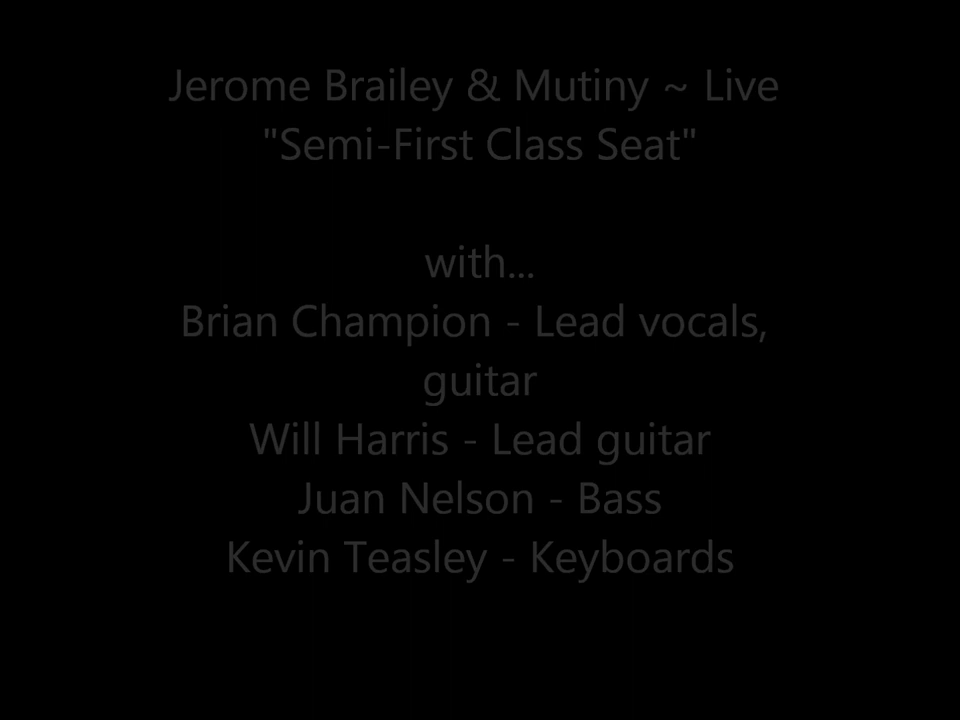 Jerome Brailey & Mutiny ~ Live
"Semi-First Class Seat"
with...
Brian Champion - Lead vocals,
guitar
Will Harris - Lead guitar
Juan Nelson - Bass
Kevin Teasley - Keyboards